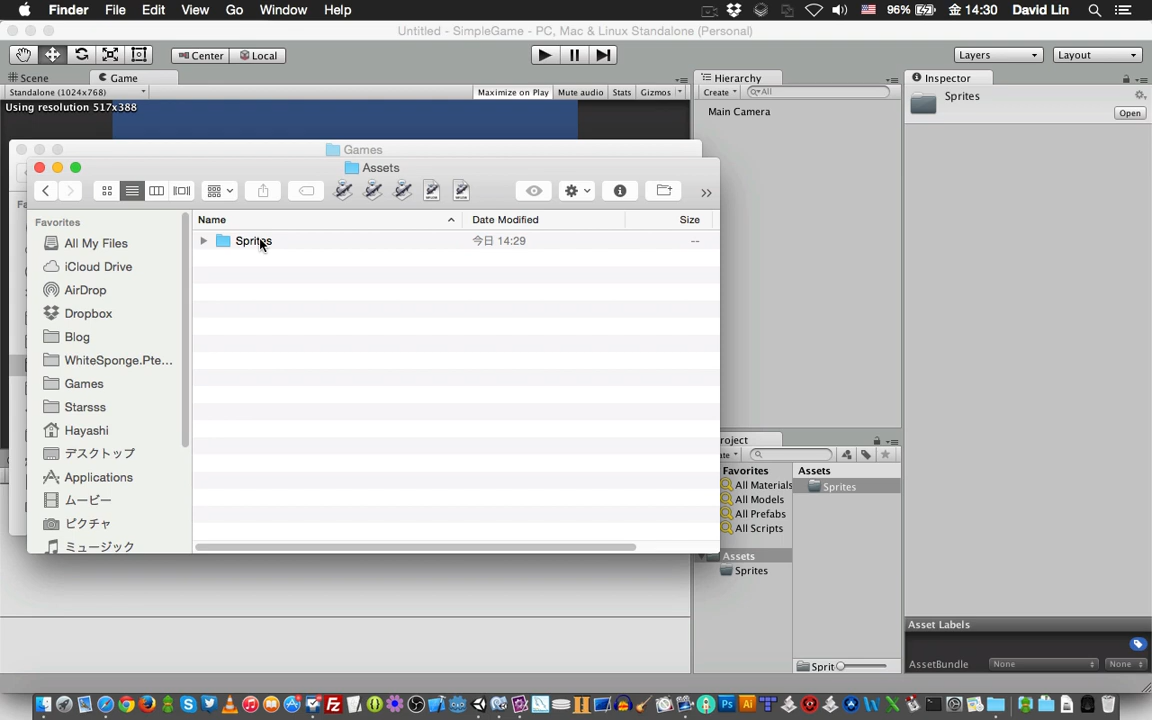 Finder File Edit View Go Window Help 96% 金 14:30 David Lin
Untitled - SimpleGame - PC, Mac & Linux Standalone (Personal)
Center Local Layers Layout
Scene Game Hierarchy Inspector
Standalone (1024x768) Maximize on Play Mute audio Stats Gizmos Create All
Sprites
Open
Using resolution 517x388
Main Camera
Games
Assets
Name Date Modified Size
Sprites 今日 14:29 --
Favorites
All My Files
iCloud Drive
AirDrop
Dropbox
Blog
WhiteSponge.Pte...
Games
Starsss
Hayashi
デスクトップ
Applications
ムービー
ピクチャ
ミュージック
roject
ate
Favorites
All Materials
All Models
All Prefabs
All Scripts
Assets
Sprites
Assets
Sprites
Sprit
Asset Labels
AssetBundle None None